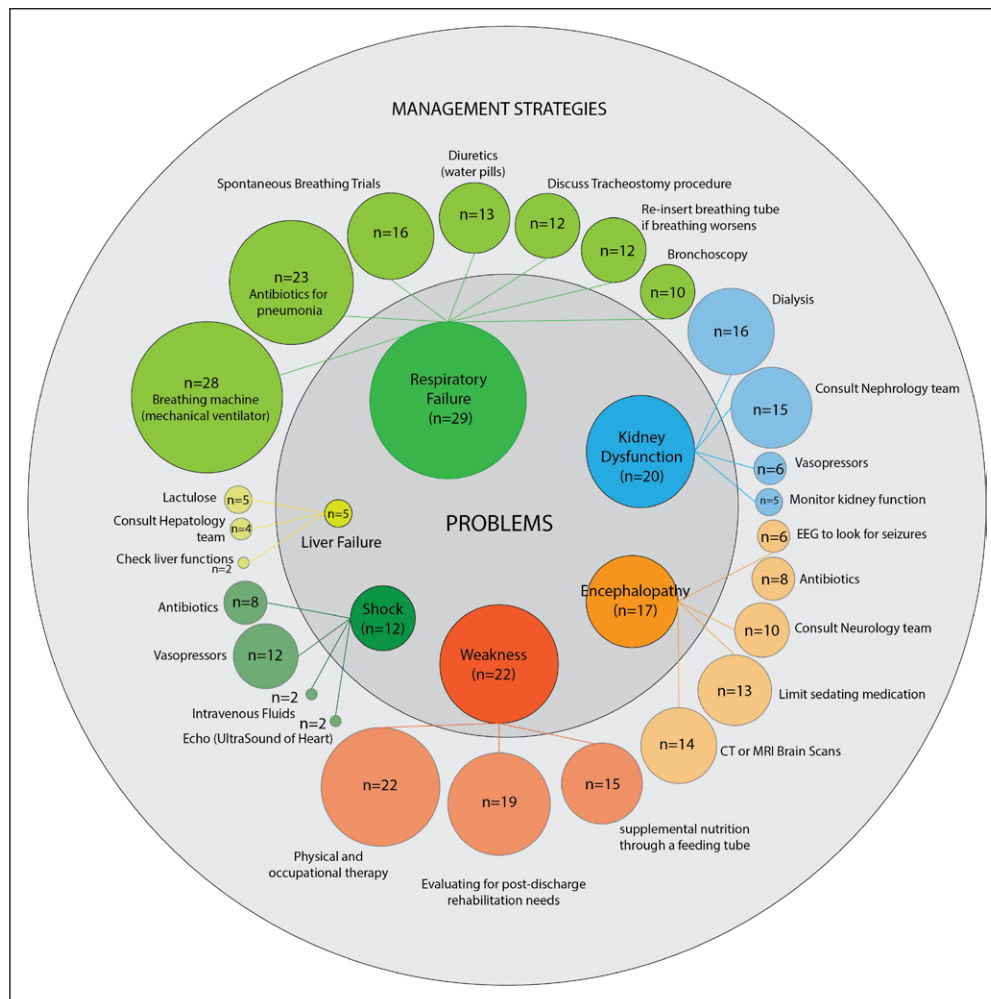 MANAGEMENT STRATEGIES
Diuretics
(water pills)
n=13
Spontaneous Breathing Trials
n=16
Discuss Tracheostomy procedure
n=12
Re-insert breathing tube
if breathing worsens
n=12
Bronchoscopy
n=10
n=23
Antibiotics for
pneumonia
n=28
Breathing machine
(mechanical ventilator)
Respiratory
Failure
(n=29)
Dialysis
n=16
Consult Nephrology team
n=15
Kidney
Dysfunction
(n=20)
Vasopressors
n=6
Monitor kidney function
n=5
Lactulose
n=5
Consult Hepatology
team
n=4
Check liver functions
n=2
n=5
Liver Failure
PROBLEMS
EEG to look for seizures
n=6
Antibiotics
n=8
Consult Neurology team
n=10
Limit sedating medication
n=13
CT or MRI Brain Scans
n=14
Encephalopathy
(n=17)
Antibiotics
n=8
Vasopressors
n=12
n=2
Intravenous Fluids
n=2
Echo (UltraSound of Heart)
Shock
(n=12)
Weakness
(n=22)
n=22
Physical and
occupational therapy
n=19
Evaluating for post-discharge
rehabilitation needs
n=15
supplemental nutrition
through a feeding tube